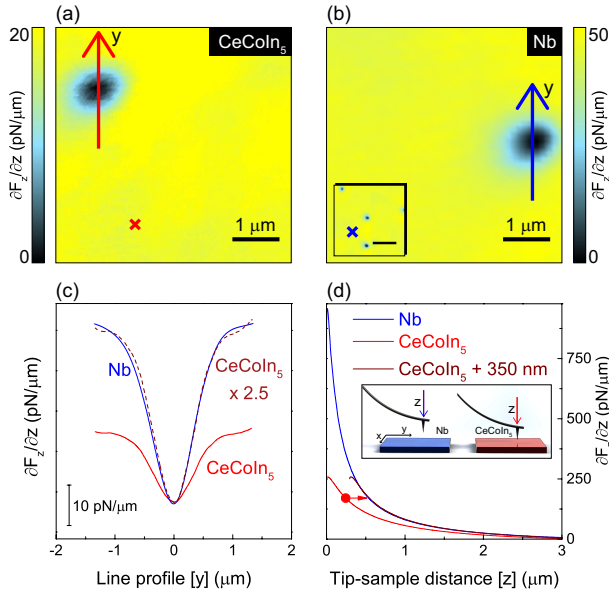 (a)
20
CeCoIn₅
y
∂Fz/∂z (pN/μm)
0
1 μm
(b)
Nb
50
y
∂Fz/∂z (pN/μm)
0
1 μm
(c)
Nb
CeCoIn₅
x 2.5
CeCoIn₅
10 pN/μm
∂Fz/∂z (pN/μm)
-2 -1 0 1 2
Line profile [y] (μm)
(d)
Nb
CeCoIn₅
CeCoIn₅ + 350 nm
z
z
x
y
Nb
CeCoIn₅
750
500
250
0
∂Fz/∂z (pN/μm)
0 1 2 3
Tip-sample distance [z] (μm)